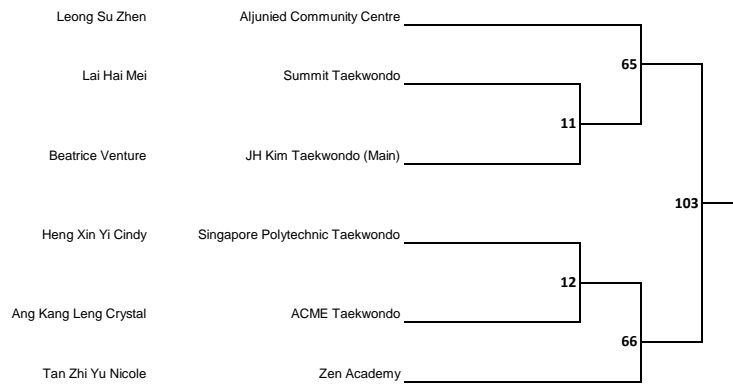 Leong Su Zhen Aljunied Community Centre
65
Lai Hai Mei Summit Taekwondo
11
Beatrice Venture JH Kim Taekwondo (Main)
103
Heng Xin Yi Cindy Singapore Polytechnic Taekwondo
12
Ang Kang Leng Crystal ACME Taekwondo
66
Tan Zhi Yu Nicole Zen Academy